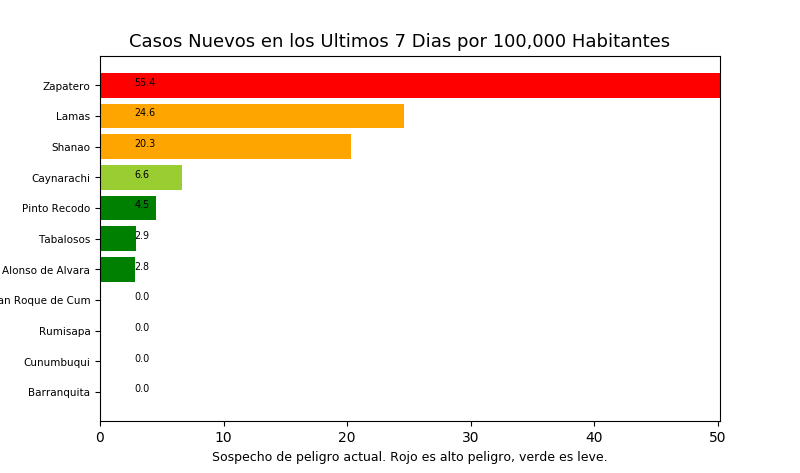 Casos Nuevos en los Ultimos 7 Dias por 100,000 Habitantes
Zapatero 55.4
Lamas 24.6
Shanao 20.3
Caynarachi 6.6
Pinto Recodo 4.5
Tabalosos 2.9
Alonso de Alvara 2.8
an Roque de Cum 0.0
Rumisapa 0.0
Cunumbuqui 0.0
Barranquita 0.0
0 10 20 30 40 50
Sospecho de peligro actual. Rojo es alto peligro, verde es leve.